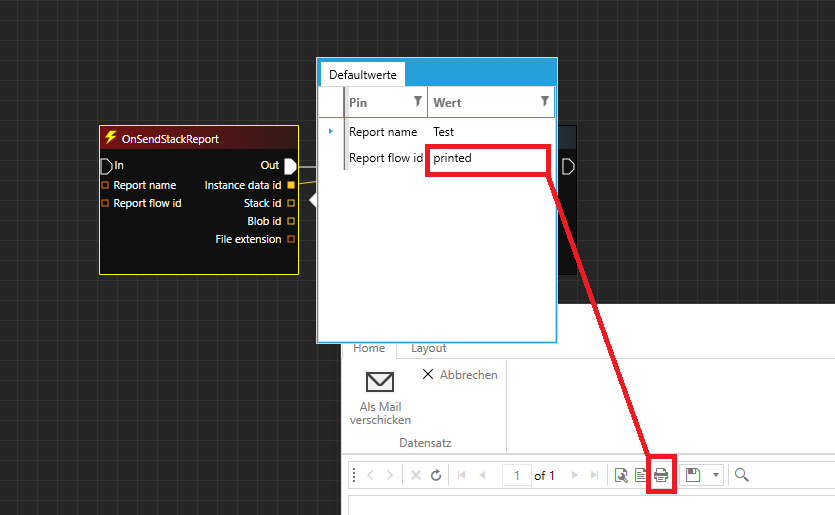 Defaultwerte
Pin Wert
OnSendStackReport
Report name Test
In Out
Report flow id printed
Report name Instance data id
Report flow id Stack id
Blob id
File extension
Home Layout
Abbrechen
Als Mail
verschicken
Datensatz
1 of 1